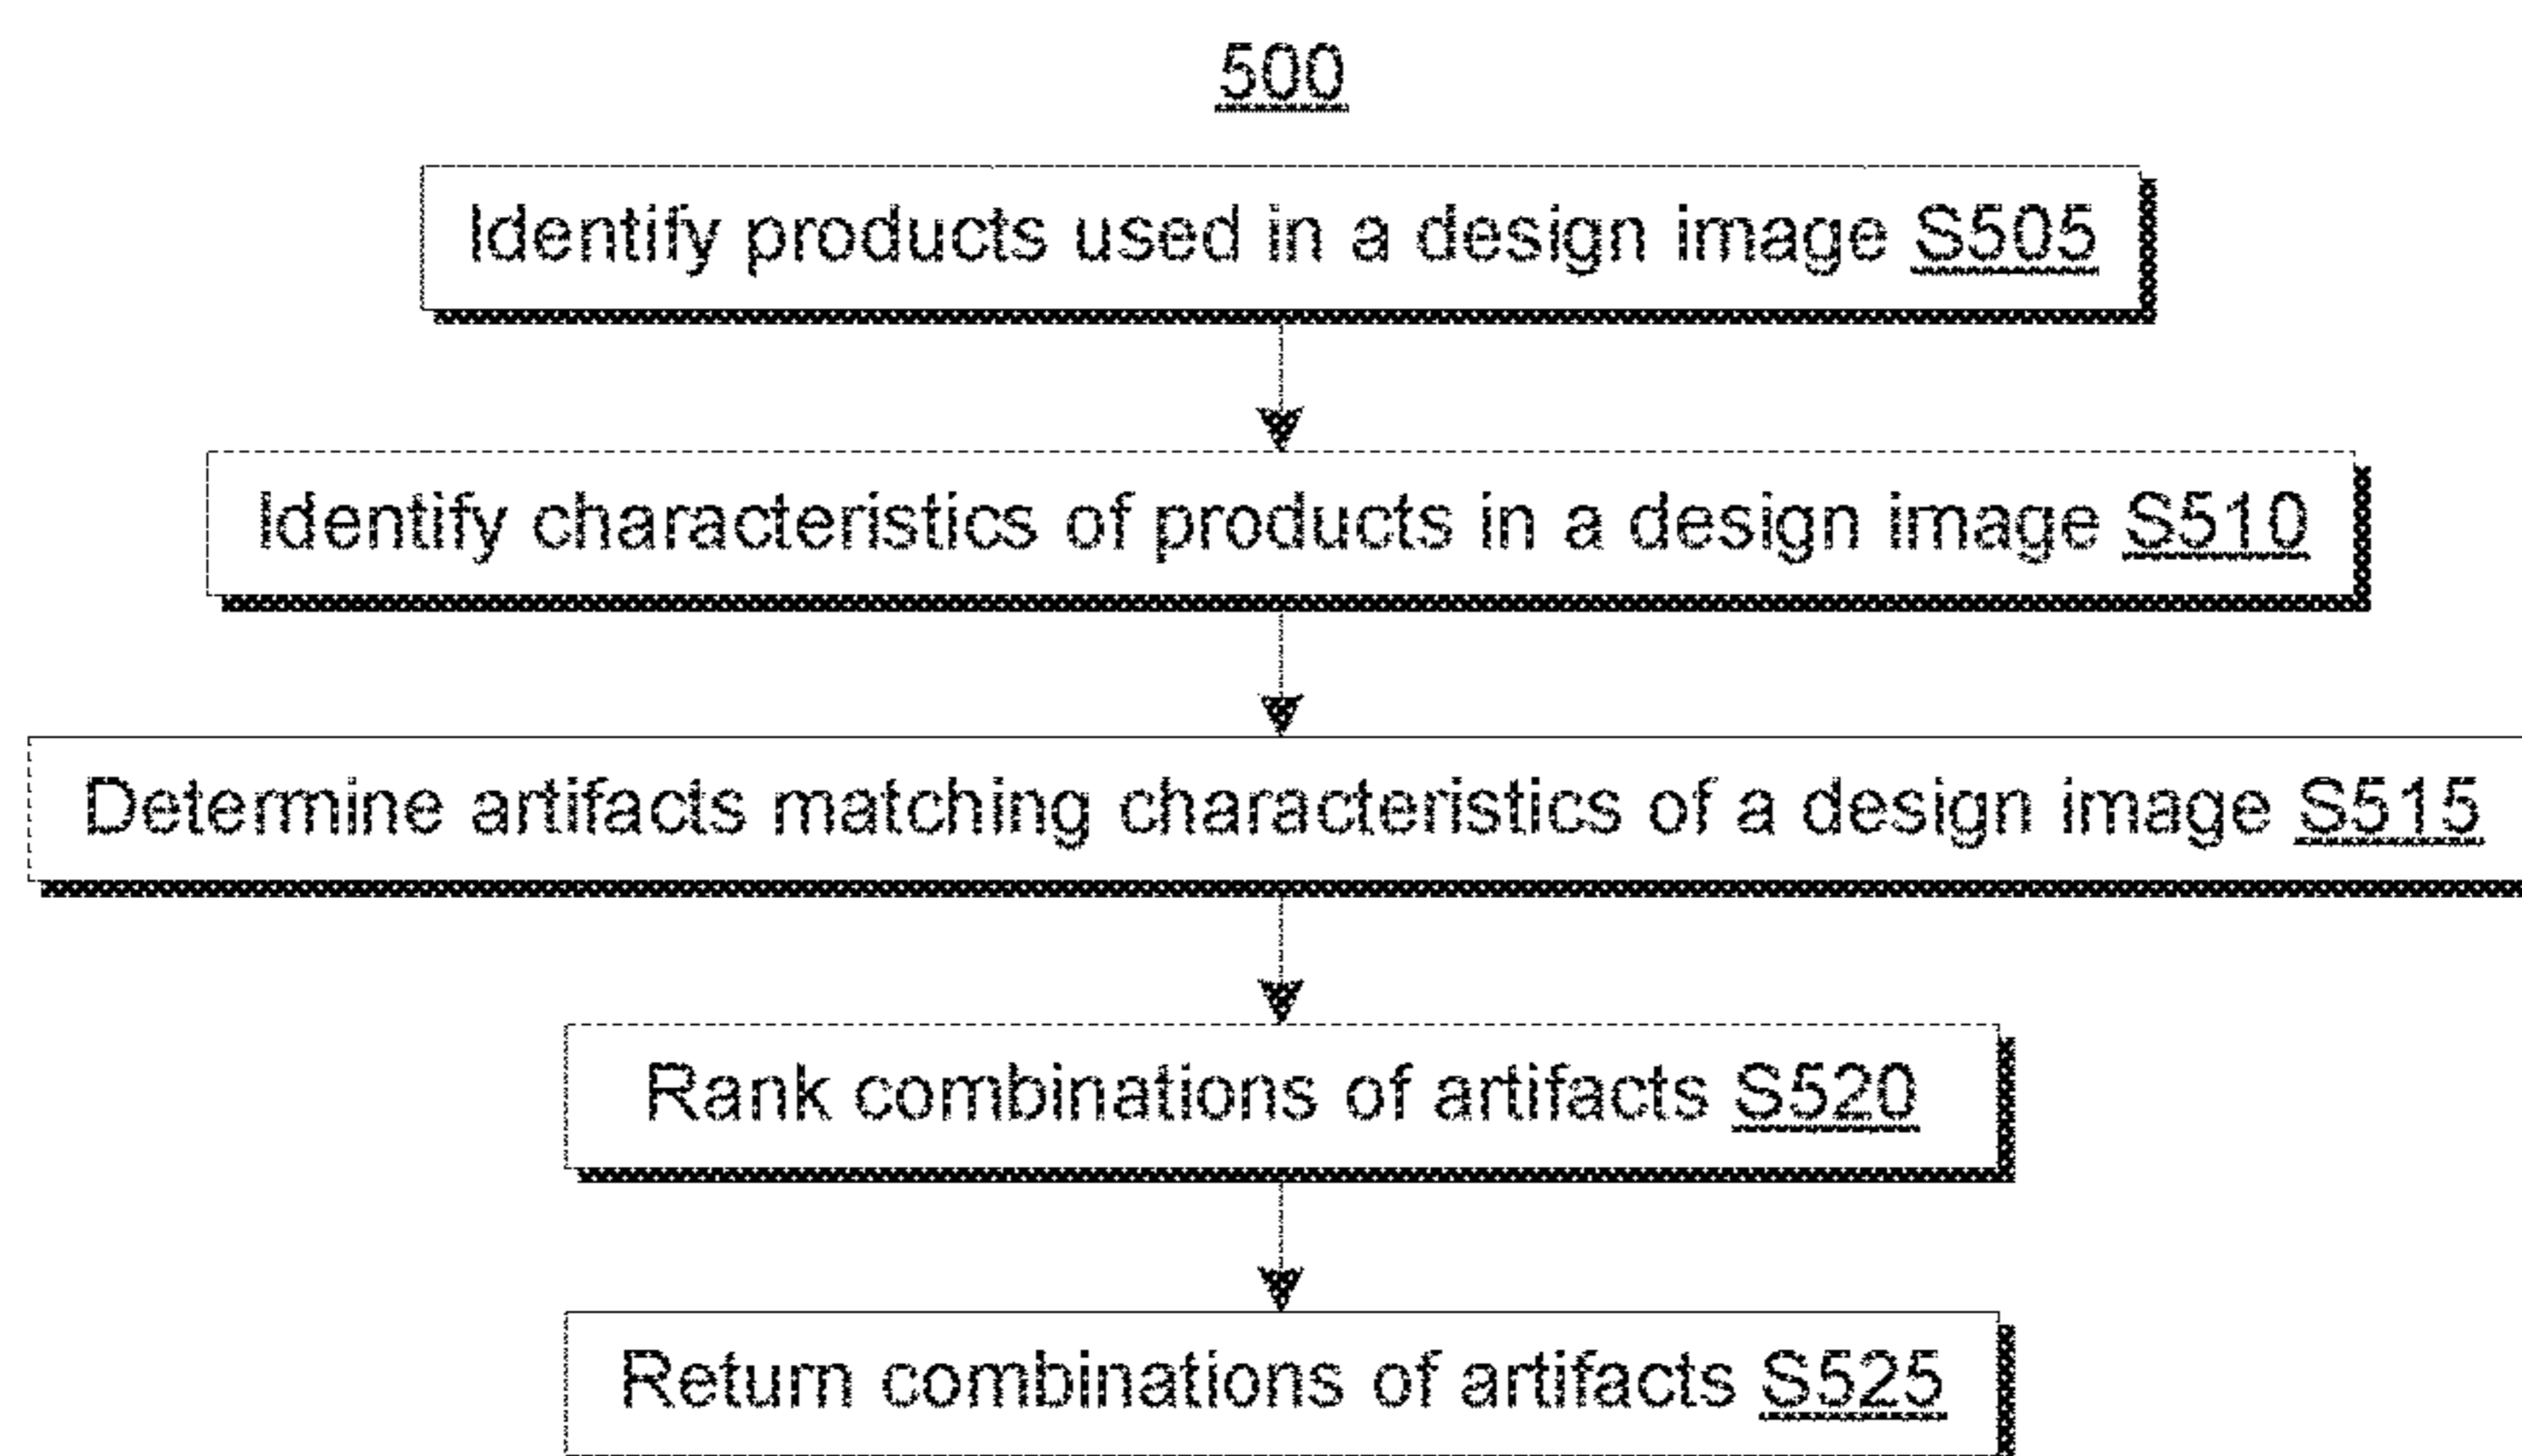 500
Identify products used in a design image S505
Identify characteristics of products in a design image S510
Determine artifacts matching characteristics of a design image S515
Rank combinations of artifacts S520
Return combinations of artifacts S525